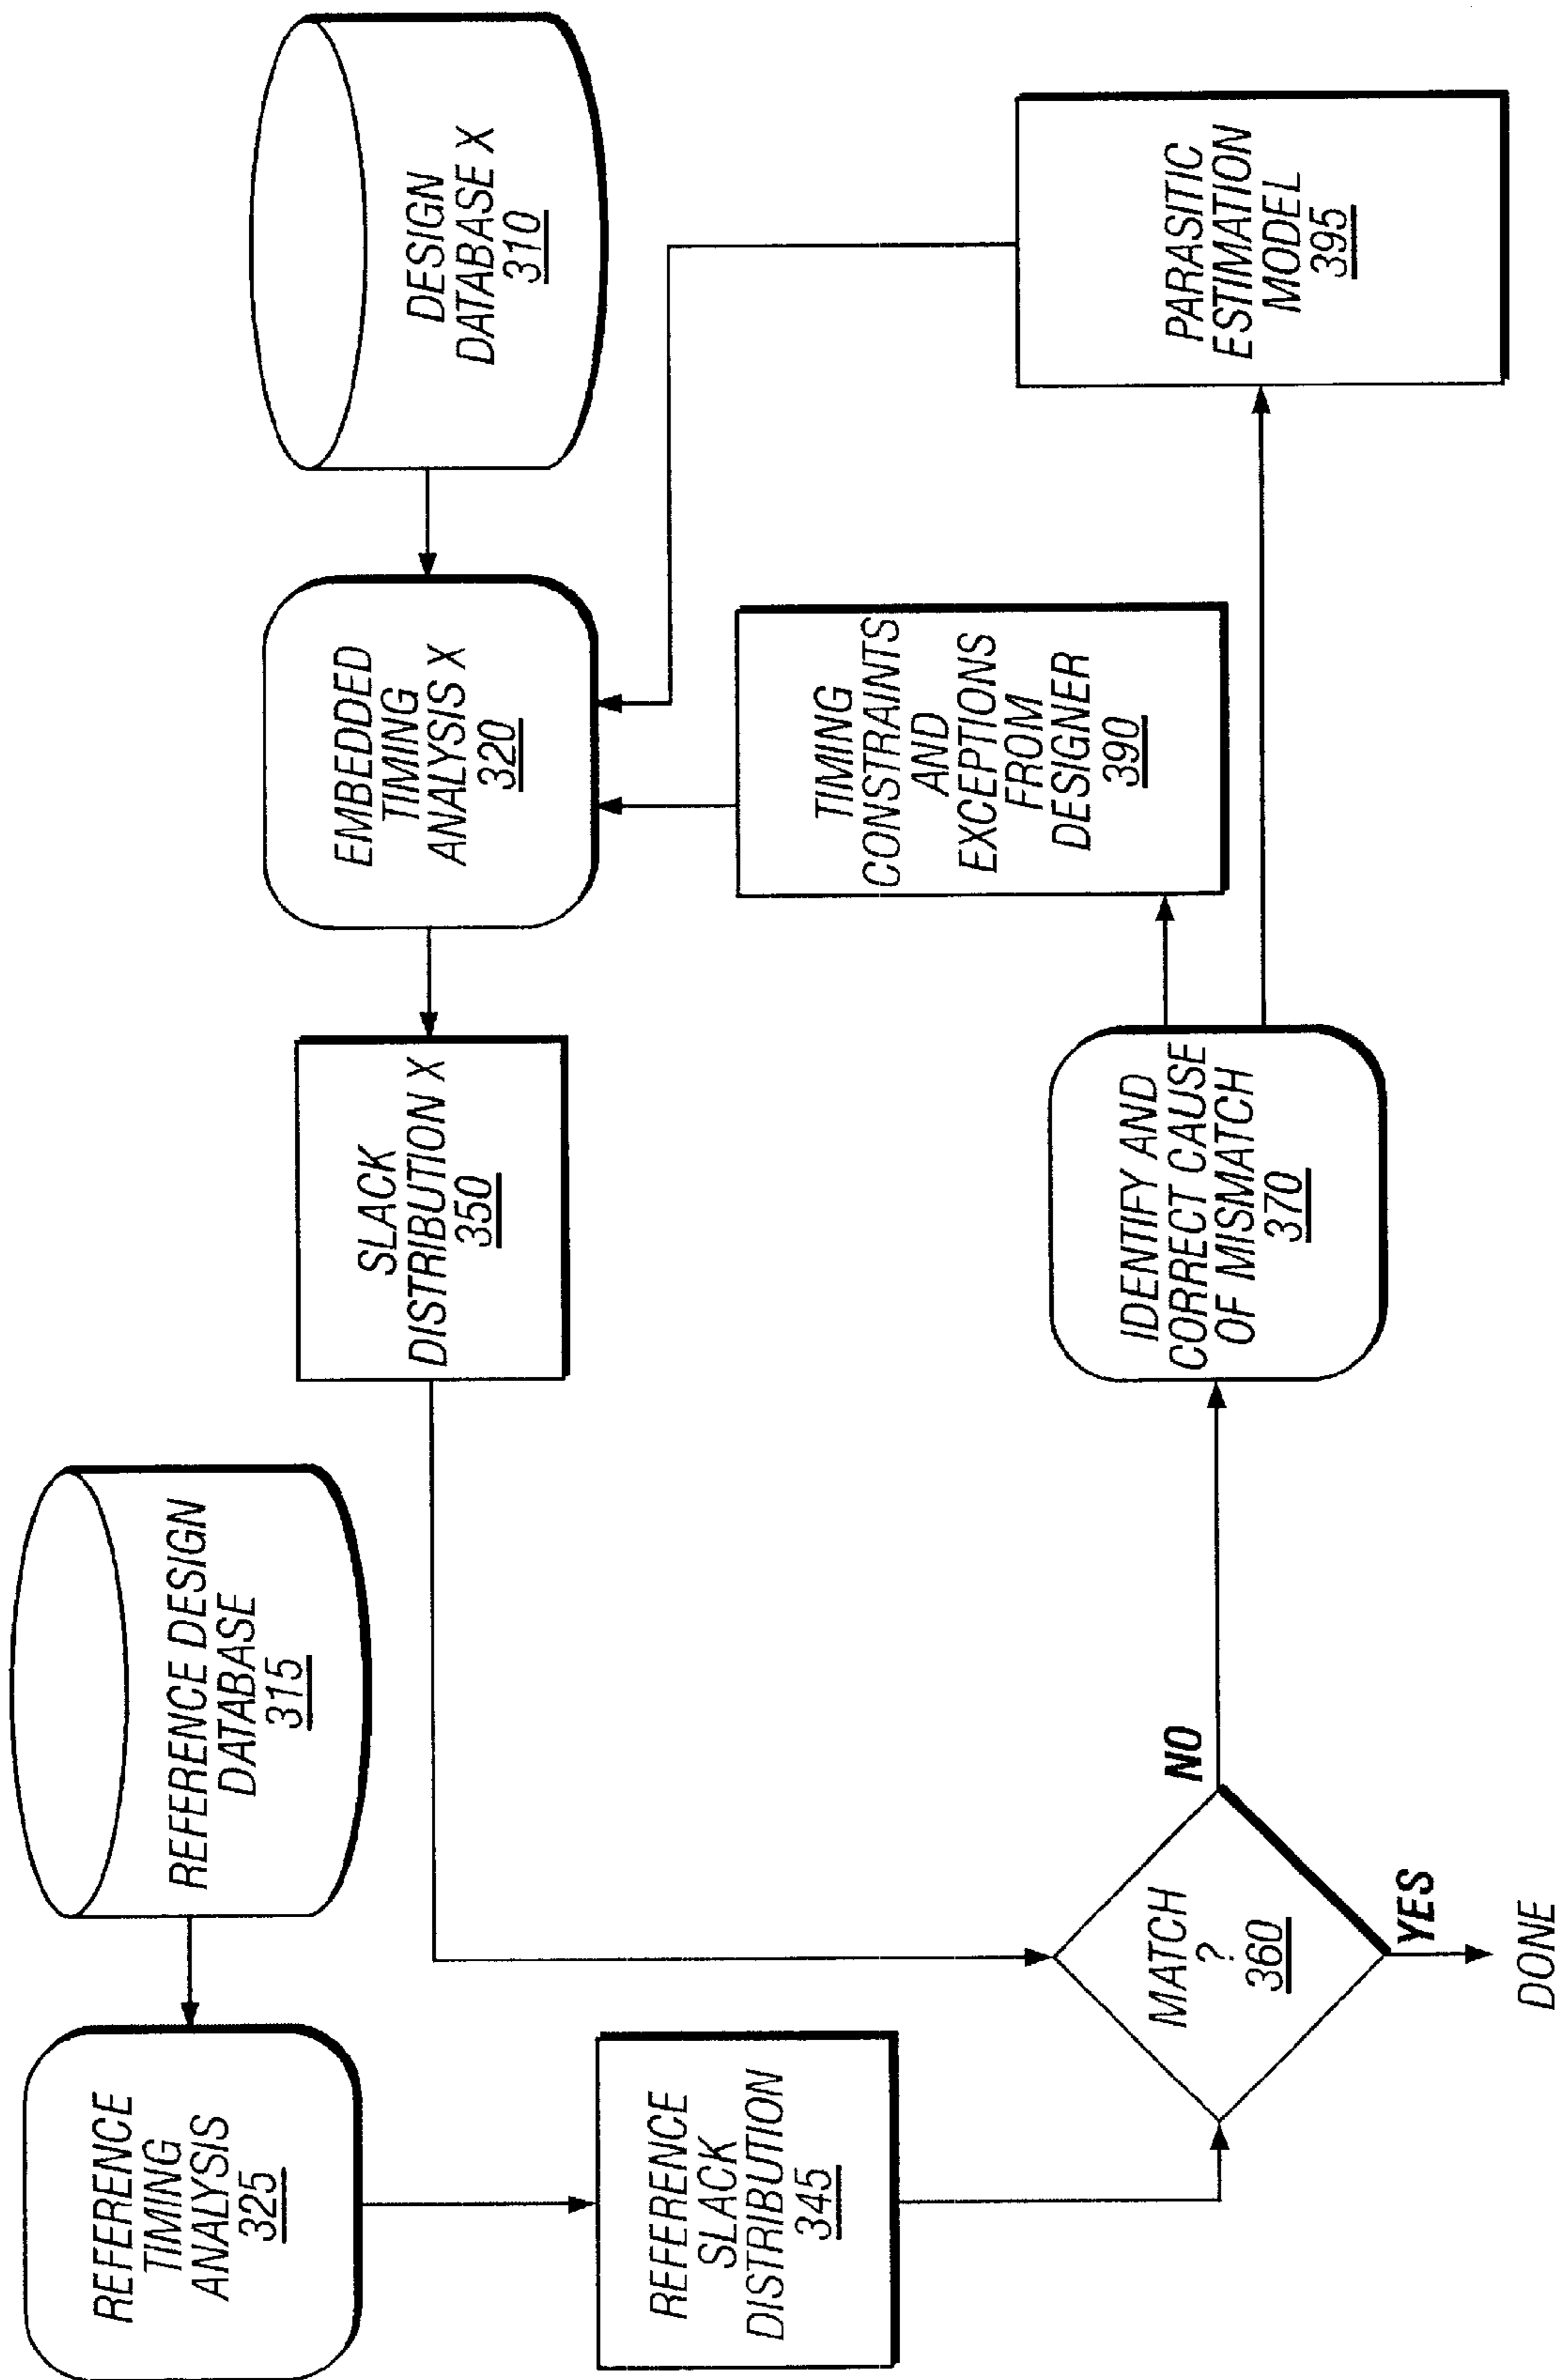 REFERENCE
TIMING
ANALYSIS
325
REFERENCE DESIGN
DATABASE
315
REFERENCE
SLACK
DISTRIBUTION
345
SLACK
DISTRIBUTION X
350
EMBEDDED
TIMING
ANALYSIS X
320
DESIGN
DATABASE X
310
MATCH
?
360
NO
YES
DONE
IDENTIFY AND
CORRECT CAUSE
OF MISMATCH
370
TIMING
CONSTRAINTS
AND
EXCEPTIONS
FROM
DESIGNER
390
PARASITIC
ESTIMATION
MODEL
395